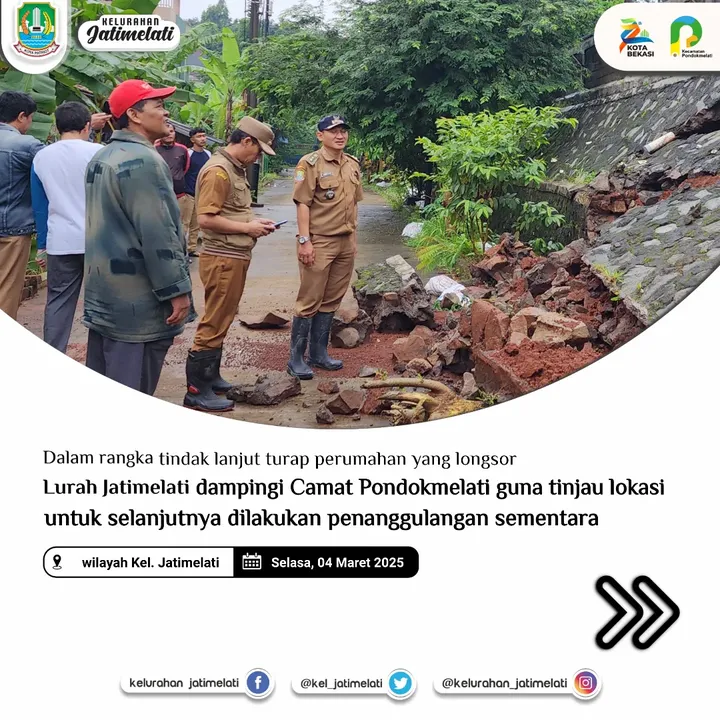 KELURAHAN
Jatimelati
KOTA
BEKASI
Kecamatan
Pondokmelati
Dalam rangka tindak lanjut turap perumahan yang longsor
Lurah Jatimelati dampingi Camat Pondokmelati guna tinjau lokasi
untuk selanjutnya dilakukan penanggulangan sementara
wilayah Kel. Jatimelati
Selasa, 04 Maret 2025
kelurahan jatimelati
@kel_jatimelati
@kelurahan_jatimelati